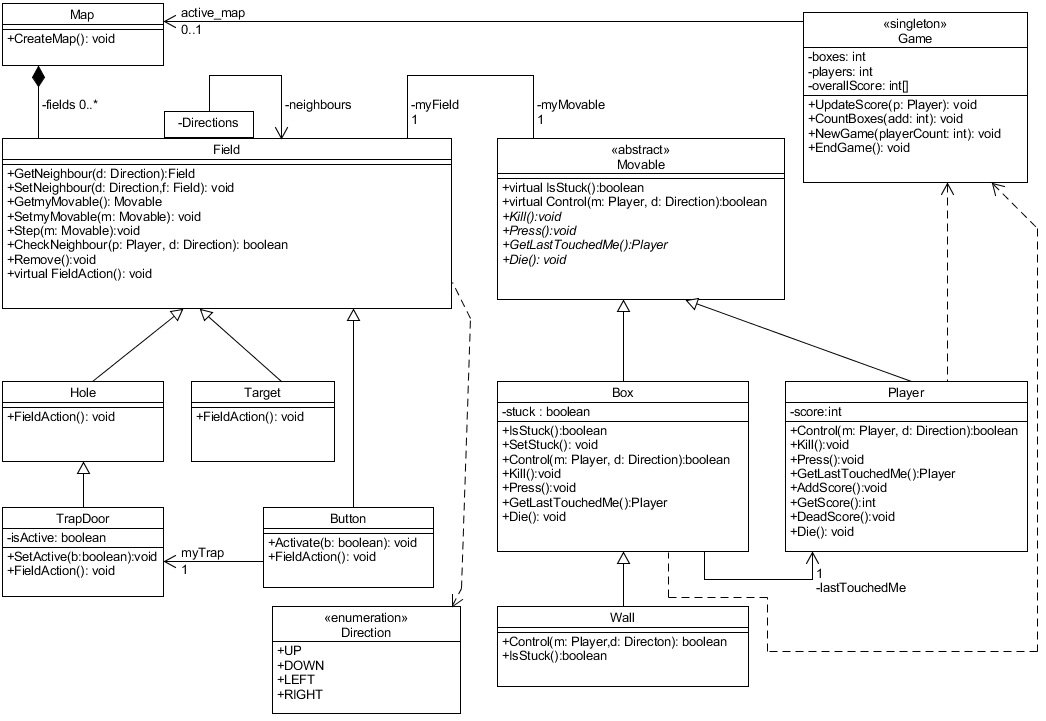 Map
+CreateMap(): void
active_map
0..1
«singleton»
Game
-boxes: int
-players: int
-overallScore: int[]
+UpdateScore(p: Player): void
+CountBoxes(add: int): void
+NewGame(playerCount: int): void
+EndGame(): void
-fields 0..*
-Directions
-neighbours
-myField
1
-myMovable
1
Field
+GetNeighbour(d: Direction):Field
+SetNeighbour(d: Direction,f: Field): void
+GetmyMovable(): Movable
+SetmyMovable(m: Movable): void
+Step(m: Movable):void
+CheckNeighbour(p: Player, d: Direction): boolean
+Remove():void
+virtual FieldAction(): void
«abstract»
Movable
+virtual IsStuck():boolean
+virtual Control(m: Player, d: Direction):boolean
+Kill():void
+Press():void
+GetLastTouchedMe():Player
+Die(): void
Hole
+FieldAction(): void
Target
+FieldAction(): void
Box
-stuck : boolean
+IsStuck():boolean
+SetStuck(): void
+Control(m: Player, d: Direction):boolean
+Kill():void
+Press():void
+GetLastTouchedMe():Player
+Die(): void
Player
-score:int
+Control(m: Player, d: Direction):boolean
+Kill():void
+Press():void
+GetLastTouchedMe():Player
+AddScore():void
+GetScore():int
+DeadScore():void
+Die(): void
TrapDoor
-isActive: boolean
+SetActive(b:boolean):void
+FieldAction(): void
myTrap
1
Button
+Activate(b: boolean): void
+FieldAction(): void
1
-lastTouchedMe
«enumeration»
Direction
+UP
+DOWN
+LEFT
+RIGHT
Wall
+Control(m: Player,d: Directon): boolean
+IsStuck():boolean